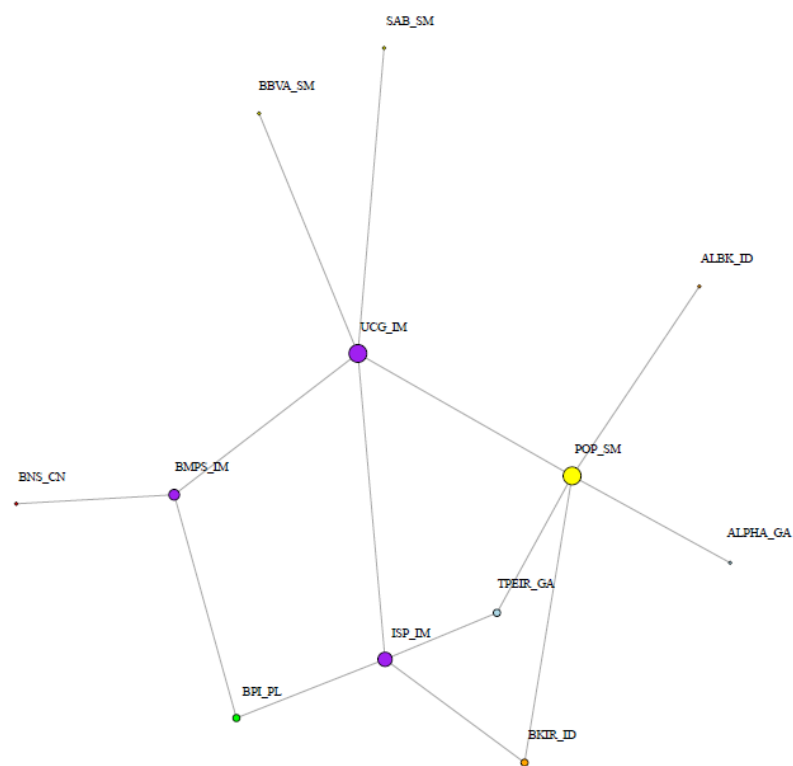 SAB_SM
BBVA_SM
ALBK_ID
UCG_IM
POP_SM
BMPS_IM
BNS_CN
ALPHA_GA
TPEIR_GA
ISP_IM
BPI_PL
BKIR_ID